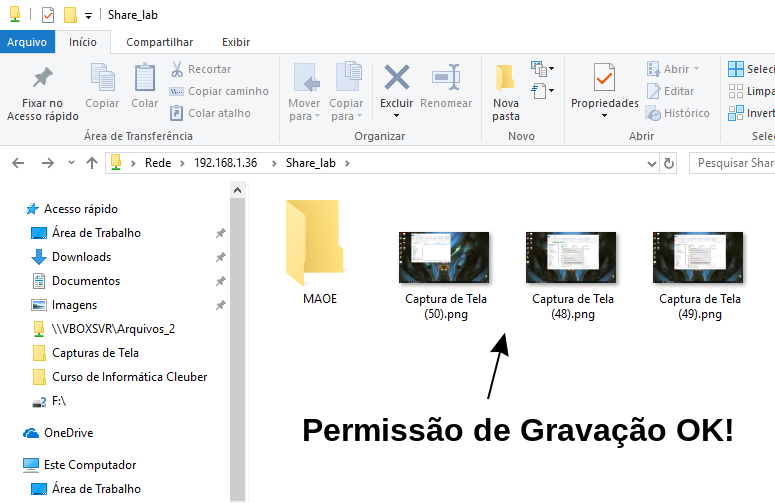 Share_lab
Arquivo Início Compartilhar Exibir
Fixar no
Acesso rápido
Copiar
Colar
Recortar
Copiar caminho
Colar atalho
Área de Transferência
Mover
para
Copiar
para
Excluir
Renomear
Organizar
Nova
pasta
Novo
Propriedades
Abrir
Editar
Histórico
Abrir
Seleci
Limpa
Invert
Selec
Rede 192.168.1.36 Share_lab
Pesquisar Shar
Acesso rápido
Área de Trabalho
Downloads
Documentos
Imagens
\\VBOXSVR\Arquivos_2
Capturas de Tela
Curso de Informática Cleuber
F:\
OneDrive
Este Computador
Área de Trabalho
MAOE
Captura de Tela
(50).png
Captura de Tela
(48).png
Captura de Tela
(49).png
Permissão de Gravação OK!